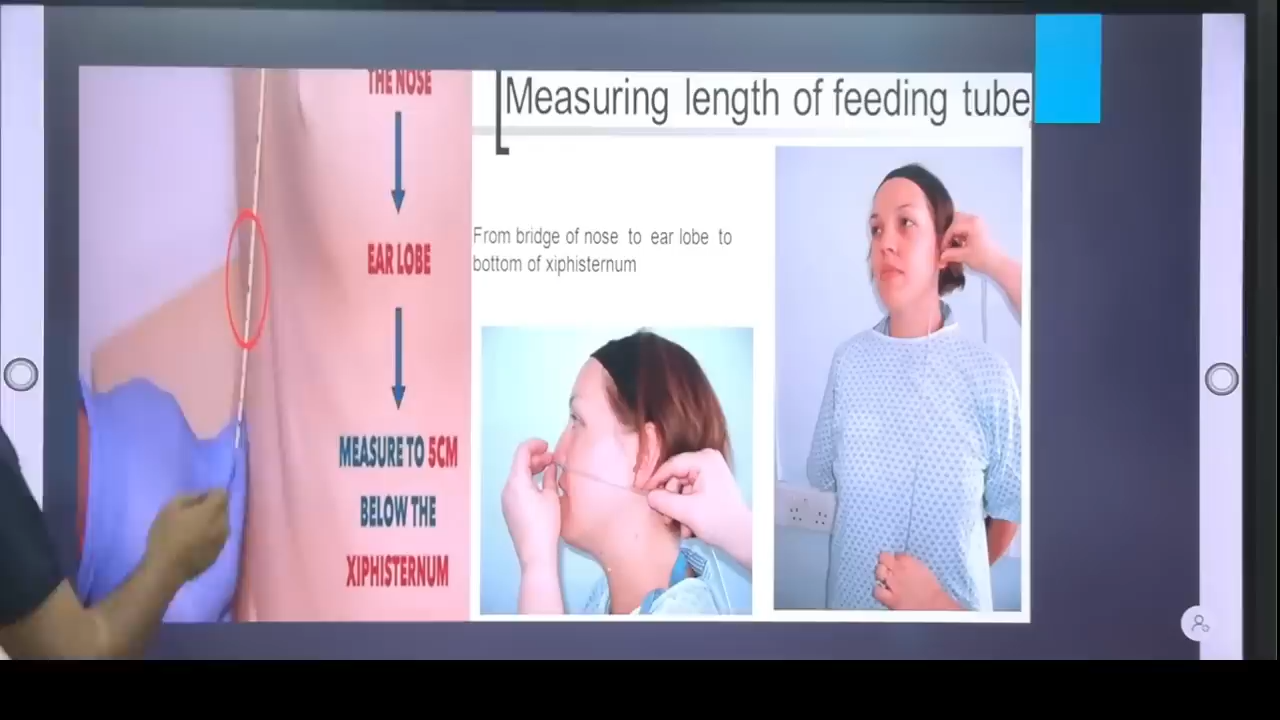 THE NOSE
EAR LOBE
MEASURE TO 5CM
BELOW THE
XIPHISTERNUM
Measuring length of feeding tube
From bridge of nose to ear lobe to
bottom of xiphisternum